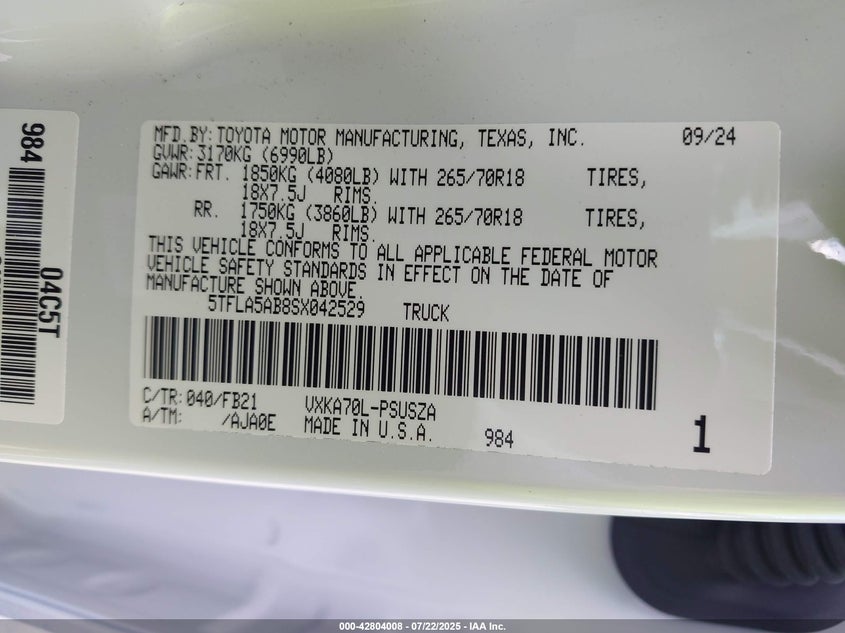 MFD.BY:TOYOTA MOTOR MANUFACTURING, TEXAS, INC. 09/24
GVWR:3170KG (6990LB)
GAWR:FRT. 1850KG (4080LB) WITH 265/70R18 TIRES,
18X7.5J RIMS.
RR. 1750KG (3860LB) WITH 265/70R18 TIRES,
18X7.5J RIMS.
THIS VEHICLE CONFORMS TO ALL APPLICABLE FEDERAL MOTOR
VEHICLE SAFETY STANDARDS IN EFFECT ON THE DATE OF
MANUFACTURE SHOWN ABOVE.
5TFLA5AB8SX042529 TRUCK
C/TR:040/FB21 VXKA70L-PSUSZA
A/TM: /AJA0E MADE IN U.S.A. 984 1
984
04C5T
000-42804008 - 07/22/2025 - IAA Inc.